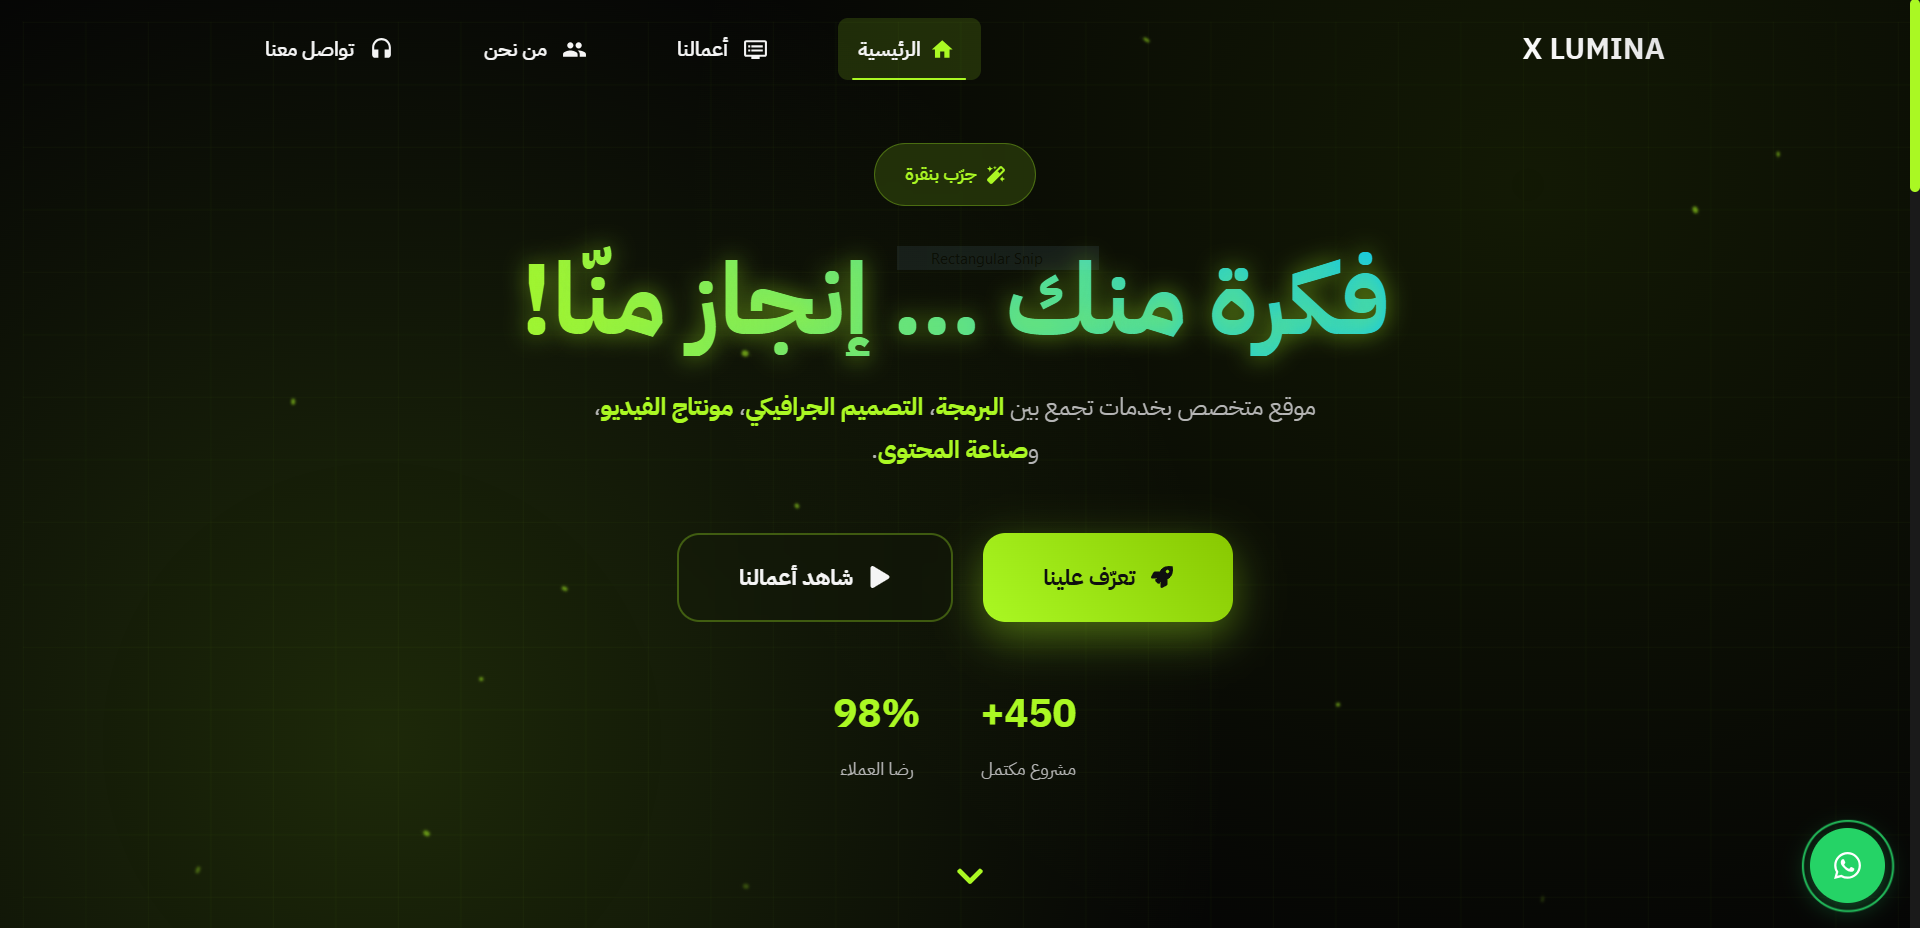 X LUMINA
الرئيسية
أعمالنا
من نحن
تواصل معنا
جرّب بنقرة
Rectangular Snip
فكرة منك ... إنجاز منّا!
موقع متخصص بخدمات تجمع بين البرمجة، التصميم الجرافيكي، مونتاج الفيديو،
وصناعة المحتوى.
تعرّف علينا
شاهد أعمالنا
+450
مشروع مكتمل
98%
رضا العملاء